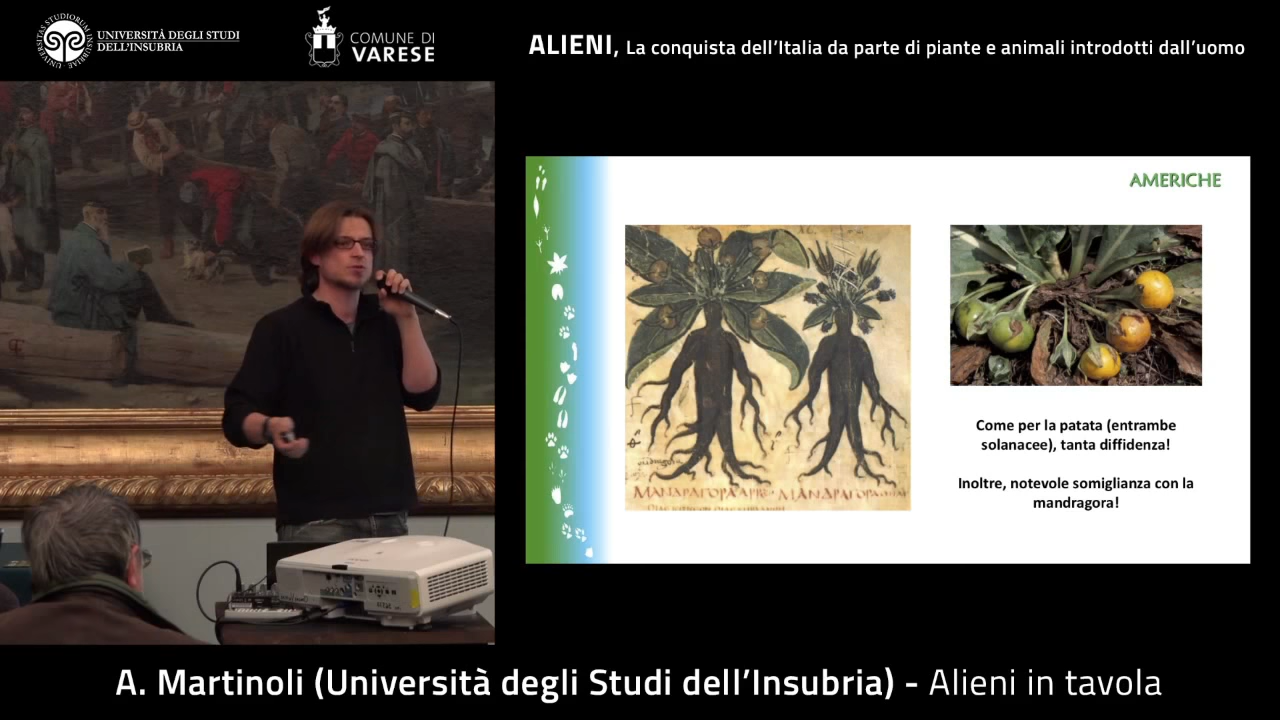 UNIVERSITÀ DEGLI STUDI
DELL'INSUBRIA
COMUNE DI
VARESE
ALIENI, La conquista dell'Italia da parte di piante e animali introdotti dall'uomo
AMERICHE
Come per la patata (entrambe
solanacee), tanta diffidenza!
Inoltre, notevole somiglianza con la
mandragora!
A. Martinoli (Università degli Studi dell'Insubria) - Alieni in tavola